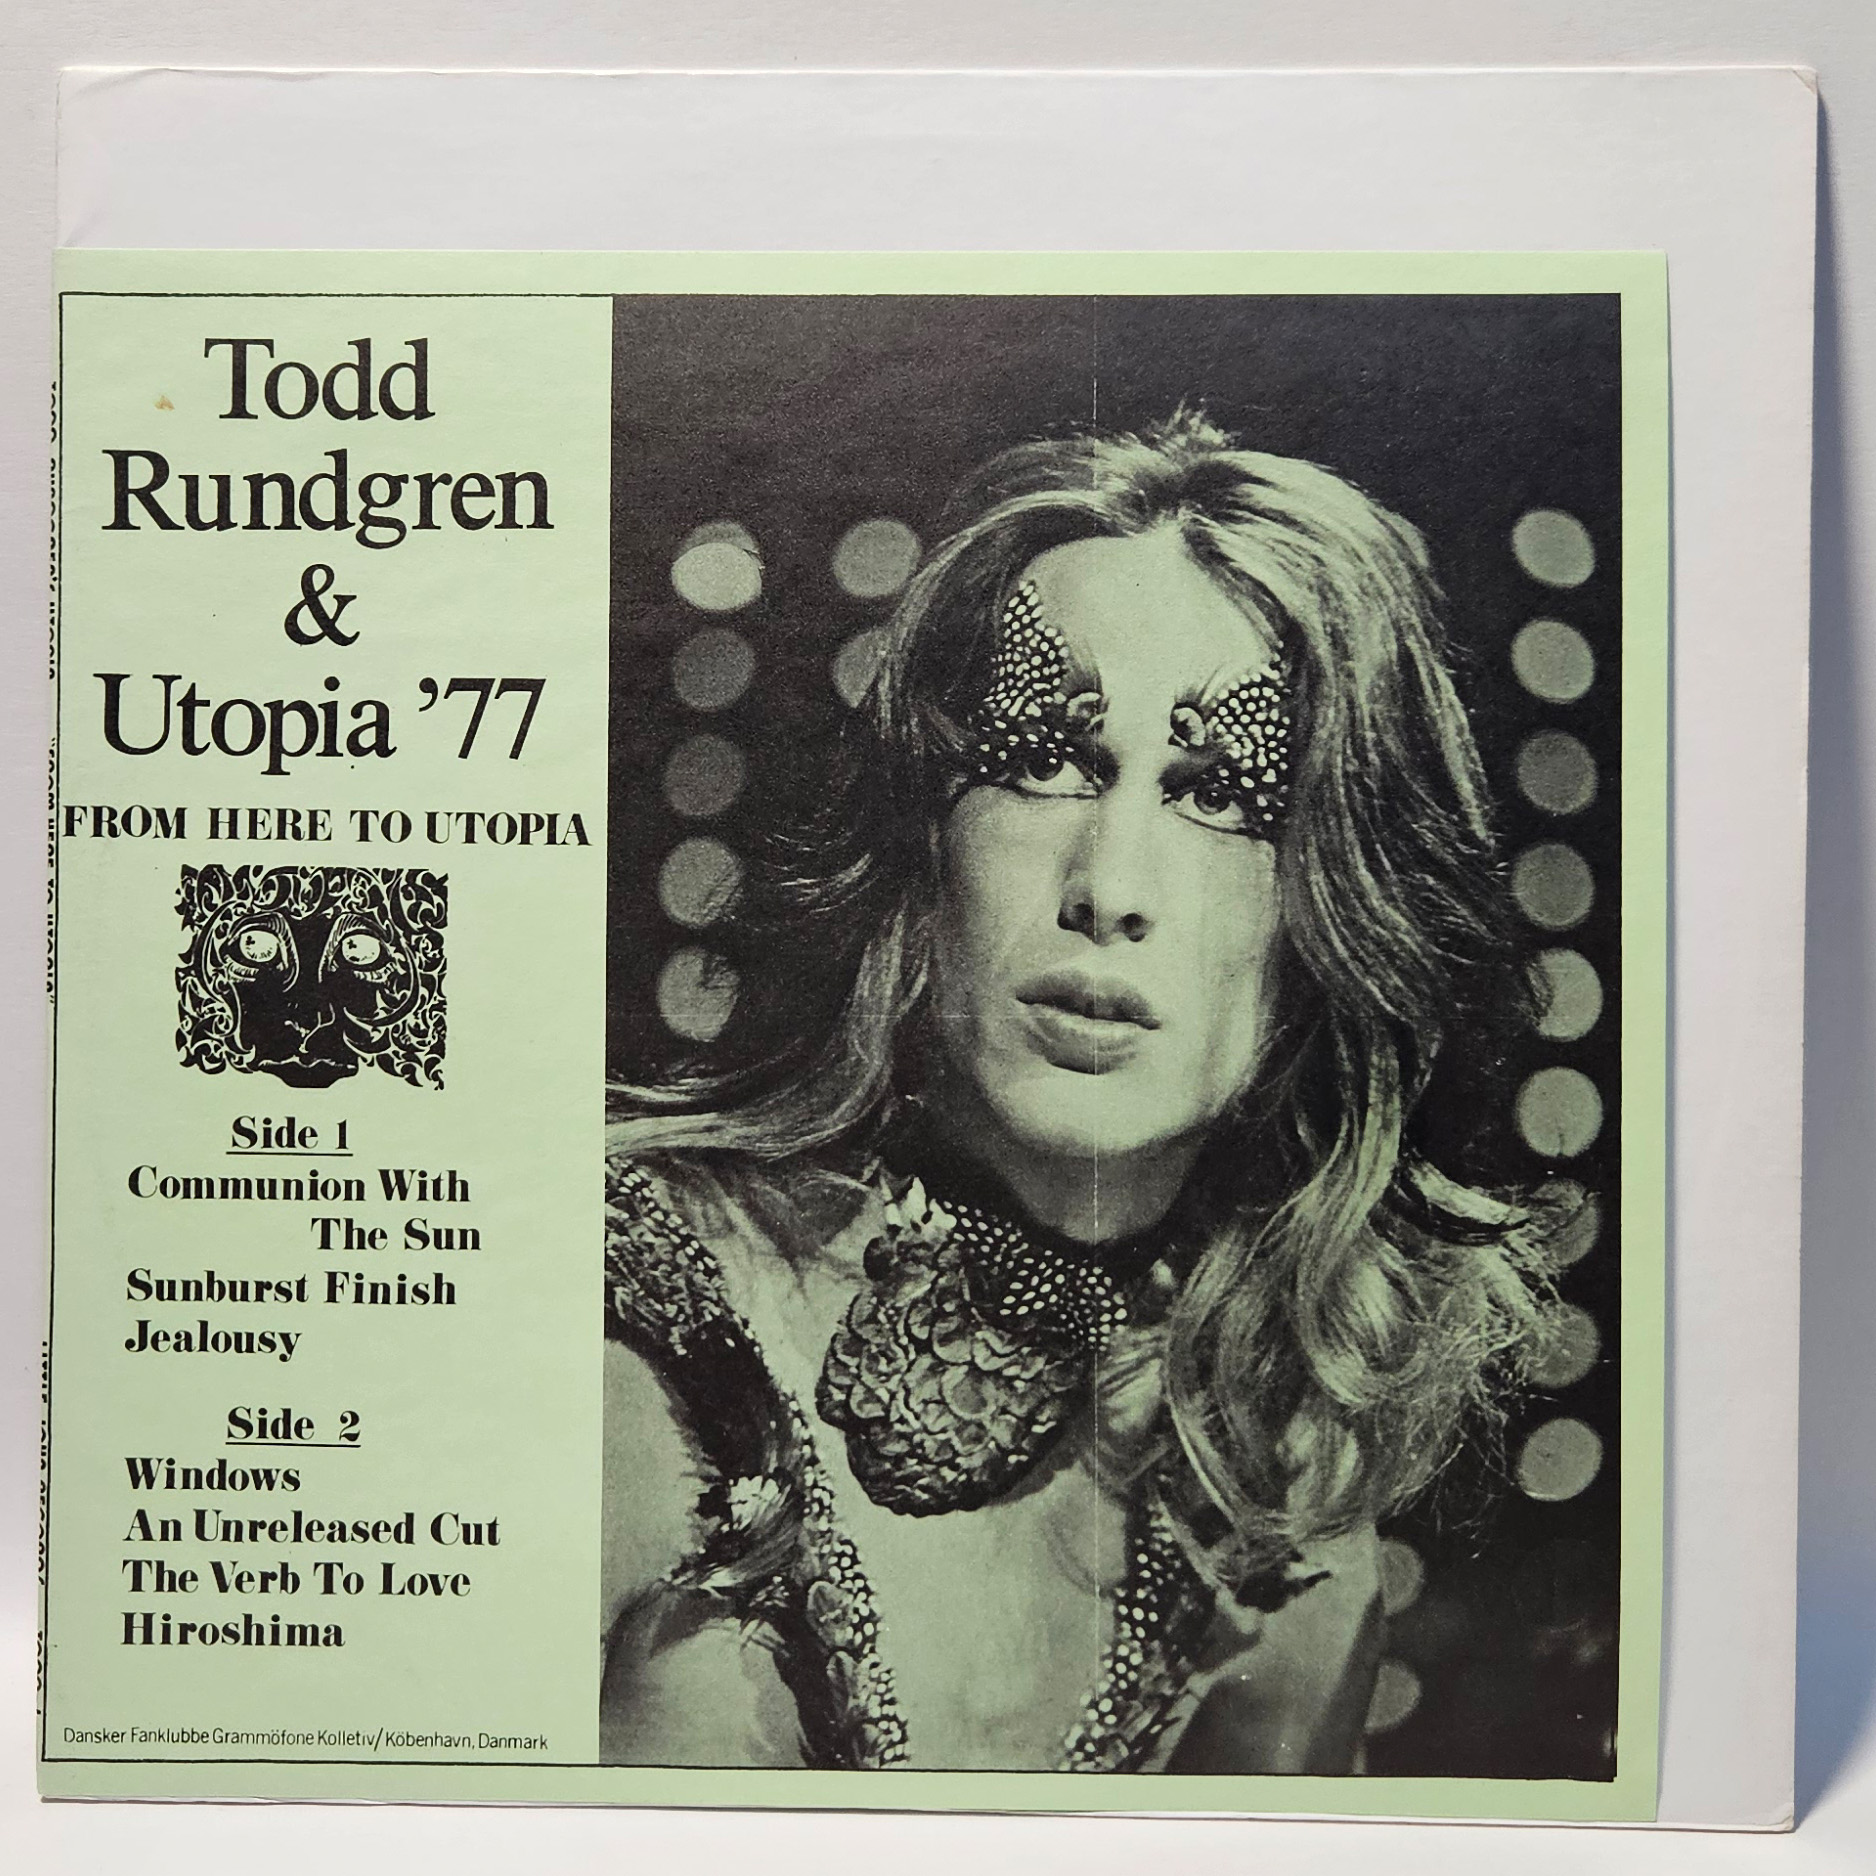 Todd
Rundgren
&
Utopia ’77
FROM HERE TO UTOPIA
Side 1
Communion With
The Sun
Sunburst Finish
Jealousy
Side 2
Windows
An Unreleased Cut
The Verb To Love
Hiroshima
Dansker Fanklubbe Grammöfone Kolletiv/Köbenhavn, Danmark